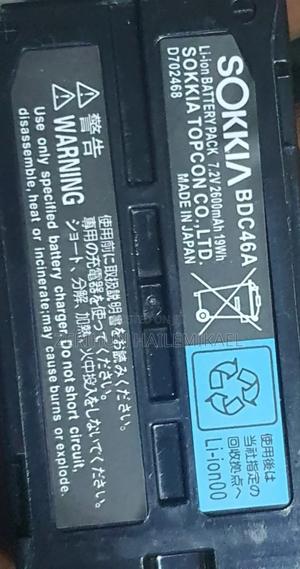 SOKKIA BDC46A
Li-ion BATTERY PACK 7.2V 2600mAh 19Wh
SOKKIA TOPCON CO., LTD.
D702468 MADE IN JAPAN
使用後は
当社指定の
回収拠点へ
Li-ion00
警告
WARNING
使用前に取扱説明書をお読みください。
専用の充電器を使ってください。
ショート、分解、加熱、火中投入をしないでください。
Use only specified battery charger. Do not short circuit,
disassemble, heat or incinerate;may cause burns or explode.
HAILEMIKAEL